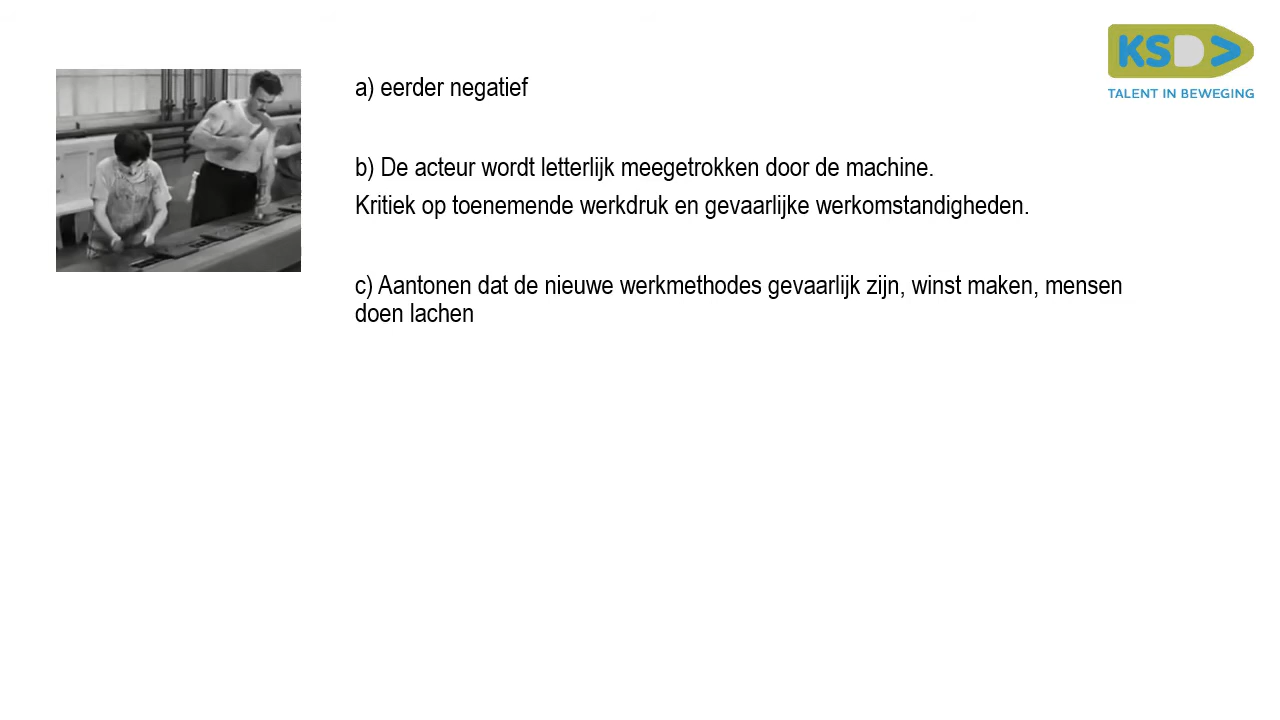 KSD>
TALENT IN BEWEGING
a) eerder negatief
b) De acteur wordt letterlijk meegetrokken door de machine.
Kritiek op toenemende werkdruk en gevaarlijke werkomstandigheden.
c) Aantonen dat de nieuwe werkmethodes gevaarlijk zijn, winst maken, mensen
doen lachen